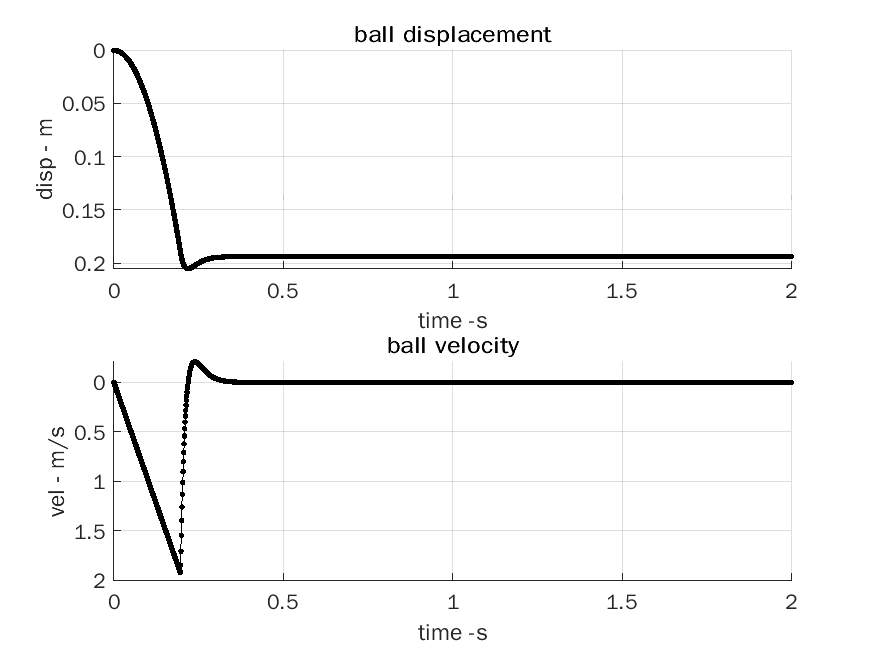 ball displacement
disp - m
0
0.05
0.1
0.15
0.2
0 0.5 1 1.5 2
time -s
ball velocity
vel - m/s
0
0.5
1
1.5
2
0 0.5 1 1.5 2
time -s